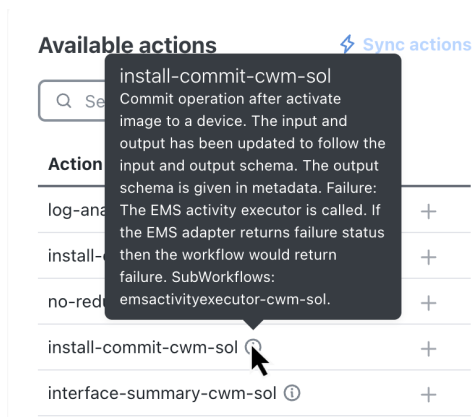 Available actions
Sync actions
Se
install-commit-cwm-sol
Commit operation after activate
image to a device. The input and
output has been updated to follow the
input and output schema. The output
schema is given in metadata. Failure:
The EMS activity executor is called. If
the EMS adapter returns failure status
then the workflow would return
failure. SubWorkflows:
emsactivityexecutor-cwm-sol.
Action
log-ana
install-
no-red
install-commit-cwm-sol
interface-summary-cwm-sol